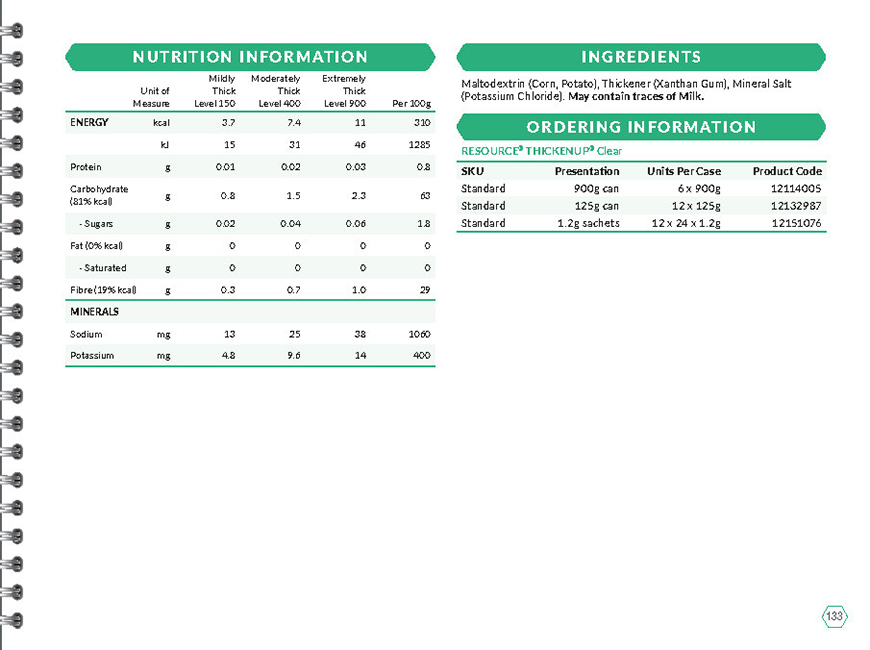 NUTRITION INFORMATION
Unit of Measure | Mildly Thick Level 150 | Moderately Thick Level 400 | Extremely Thick Level 900 | Per 100g
ENERGY kcal 3.7 7.4 11 310
kJ 15 31 46 1285
Protein g 0.01 0.02 0.03 0.8
Carbohydrate (81% kcal) g 0.8 1.5 2.3 63
- Sugars g 0.02 0.04 0.06 1.8
Fat (0% kcal) g 0 0 0 0
- Saturated g 0 0 0 0
Fibre (19% kcal) g 0.3 0.7 1.0 29
MINERALS
Sodium mg 13 25 38 1060
Potassium mg 4.8 9.6 14 400
INGREDIENTS
Maltodextrin (Corn, Potato), Thickener (Xanthan Gum), Mineral Salt
(Potassium Chloride). May contain traces of Milk.
ORDERING INFORMATION
RESOURCE® THICKENUP® Clear
SKU Presentation Units Per Case Product Code
Standard 900g can 6 x 900g 12114005
Standard 125g can 12 x 125g 12132987
Standard 1.2g sachets 12 x 24 x 1.2g 12151076
133